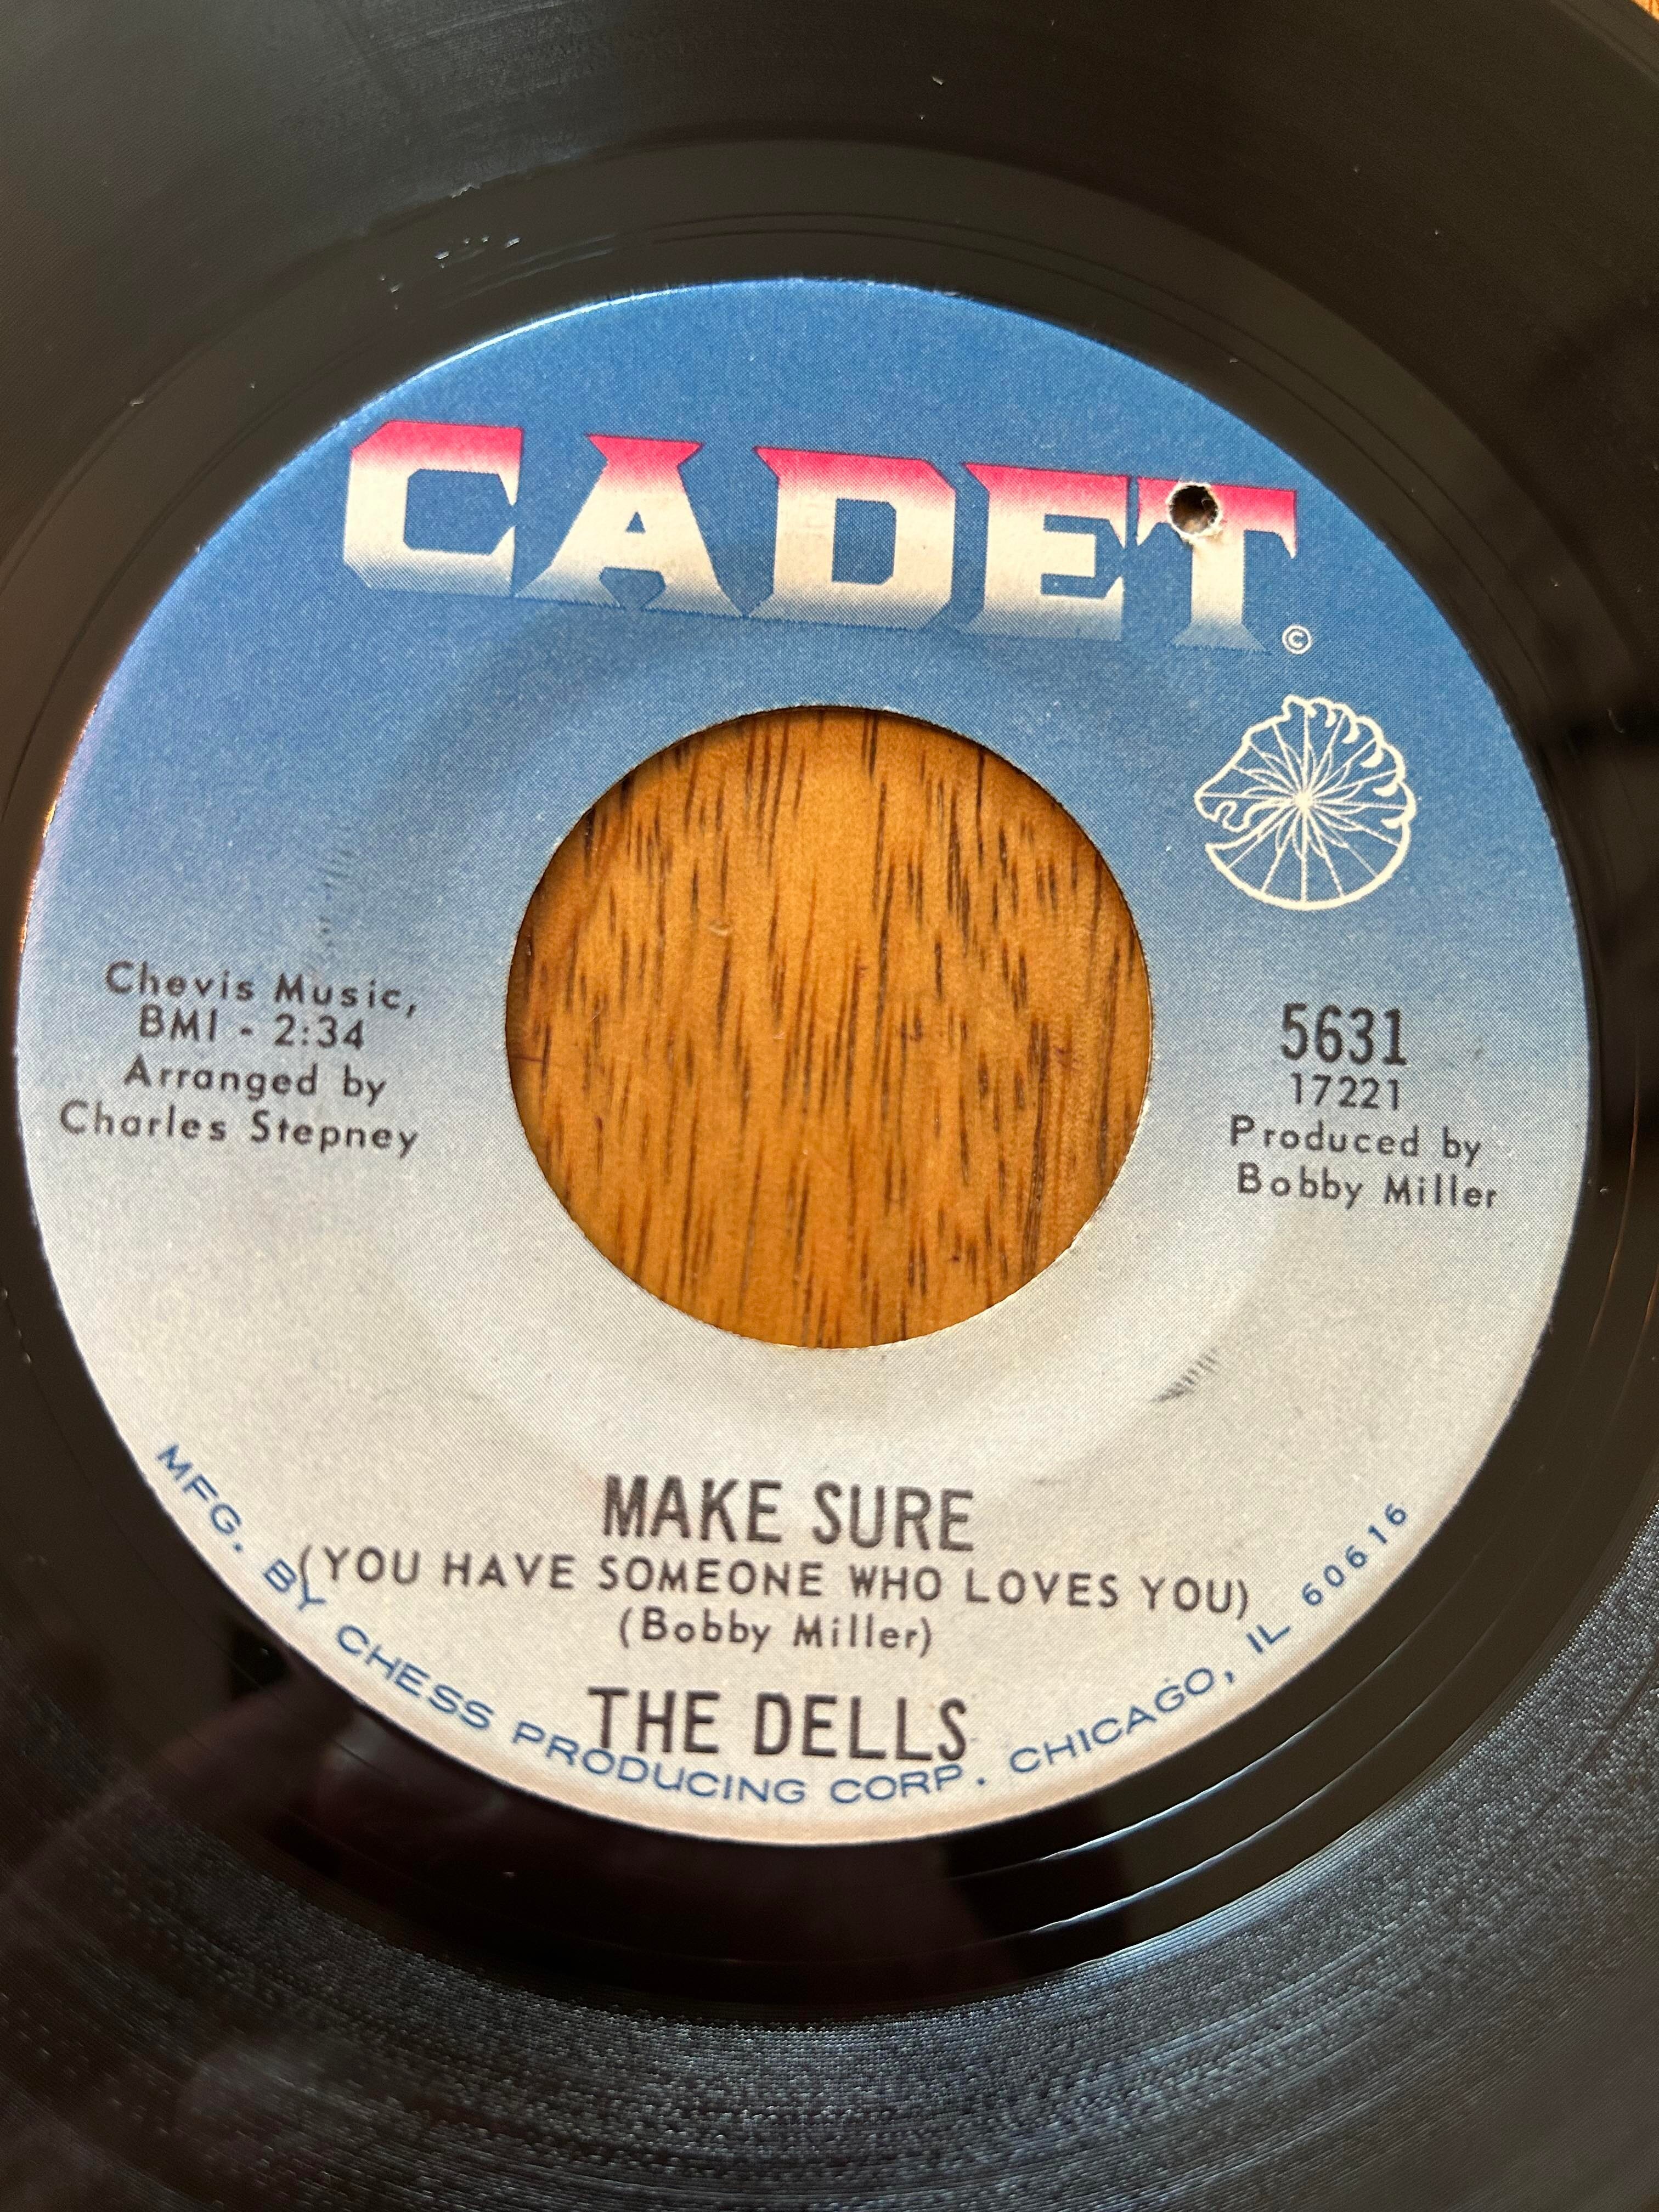 CADET
©
Chevis Music,
BMI - 2:34
Arranged by
Charles Stepney
5631
17221
Produced by
Bobby Miller
MAKE SURE
(YOU HAVE SOMEONE WHO LOVES YOU)
(Bobby Miller)
THE DELLS
MFG. BY CHESS PRODUCING CORP. CHICAGO, IL 60616